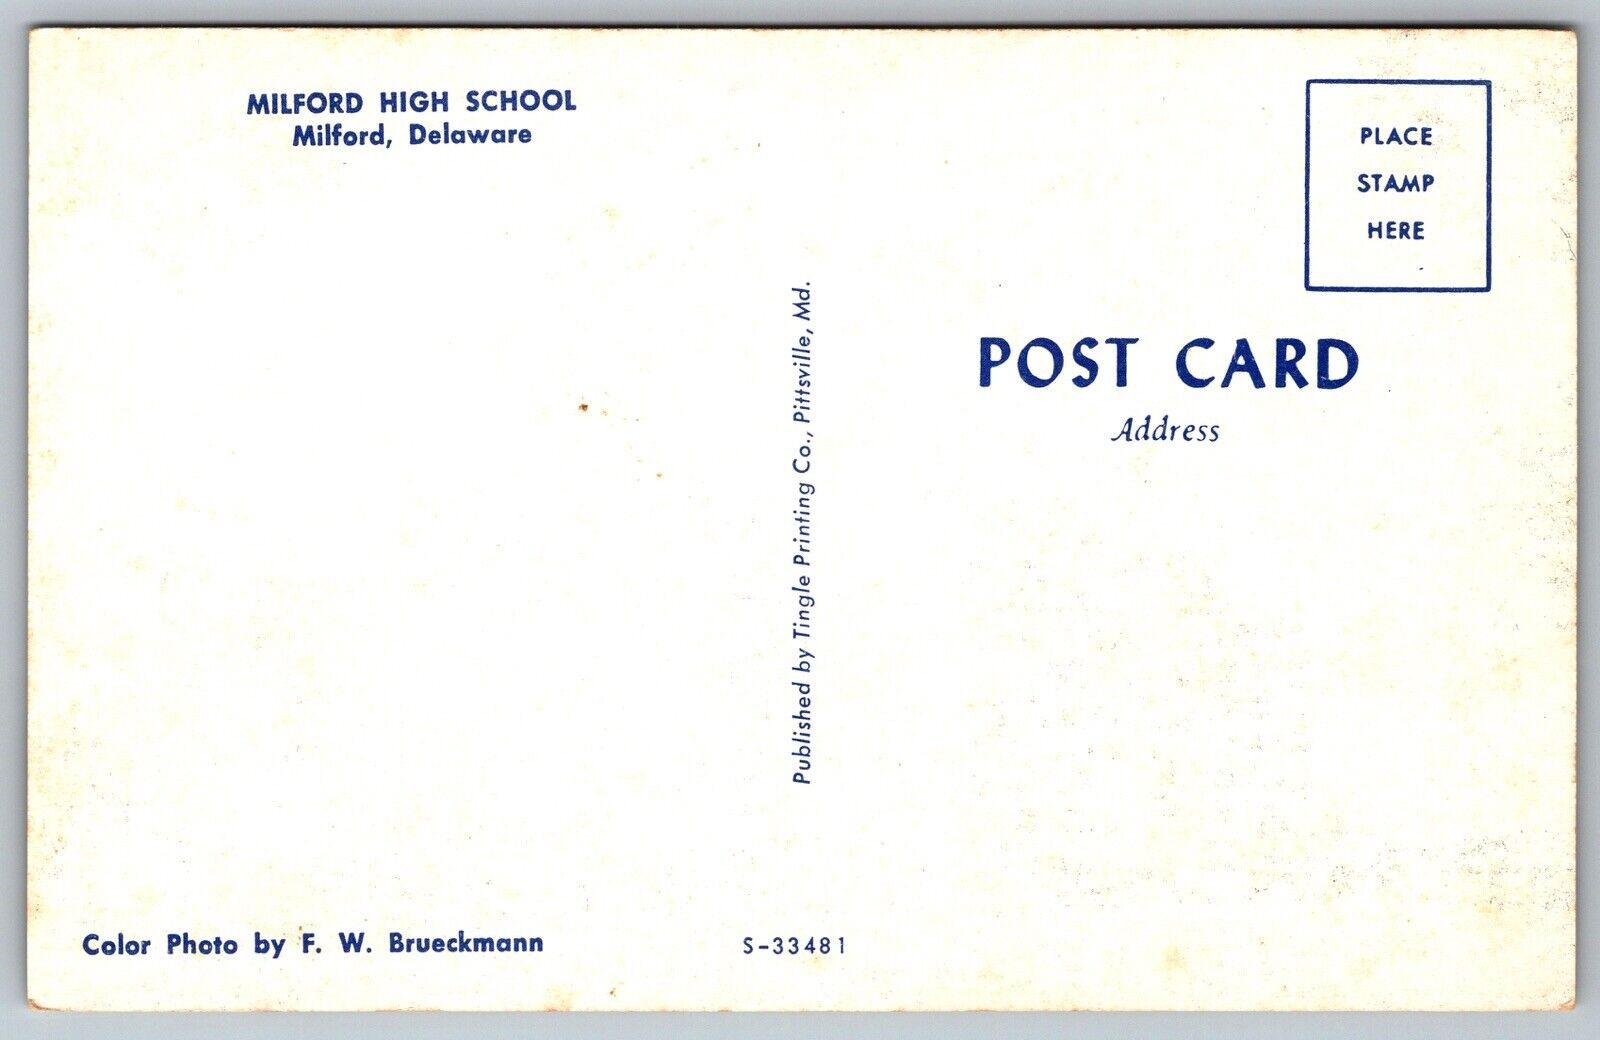 MILFORD HIGH SCHOOL
Milford, Delaware
Color Photo by F. W. Brueckmann
Published by Tingle Printing Co., Pittsville, Md.
S-33481
PLACE
STAMP
HERE
POST CARD
Address